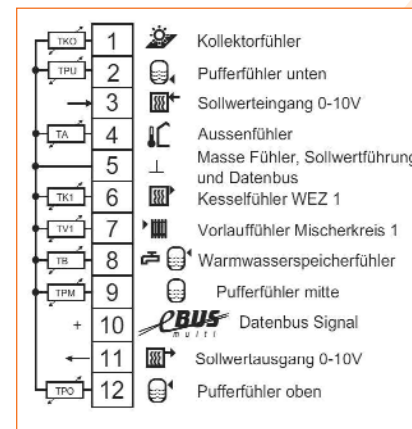 TKO 1 Kollektorfühler
TPU 2 Pufferfühler unten
3 Sollwerteingang 0-10V
TA 4 Aussenfühler
5 Masse Fühler, Sollwertführung
und Datenbus
TK1 6 Kesselfühler WEZ 1
TV1 7 Vorlauffühler Mischerkreis 1
TB 8 Warmwasserspeicherfühler
TPM 9 Pufferfühler mitte
+ 10 eBUS Datenbus Signal
multi
11 Sollwertausgang 0-10V
TPO 12 Pufferfühler oben